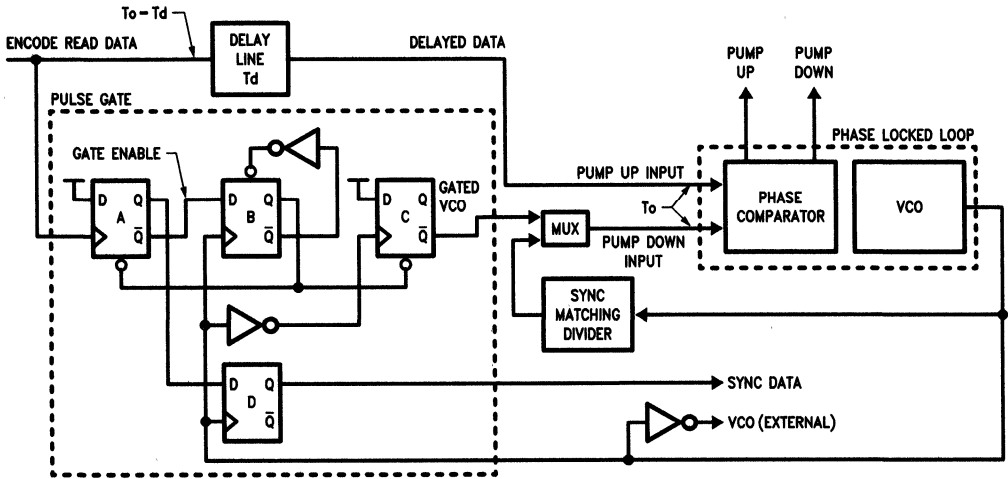 To–Td
ENCODE READ DATA
DELAY
LINE
Td
DELAYED DATA
PUMP
UP
PUMP
DOWN
PULSE GATE
PHASE LOCKED LOOP
GATE ENABLE
D Q
A
Q̅
D Q
B
Q̅
D Q
C
Q̅
GATED
VCO
PUMP UP INPUT
To
MUX
PUMP DOWN
INPUT
PHASE
COMPARATOR
VCO
SYNC
MATCHING
DIVIDER
D Q
D
Q̅
SYNC DATA
VCO (EXTERNAL)